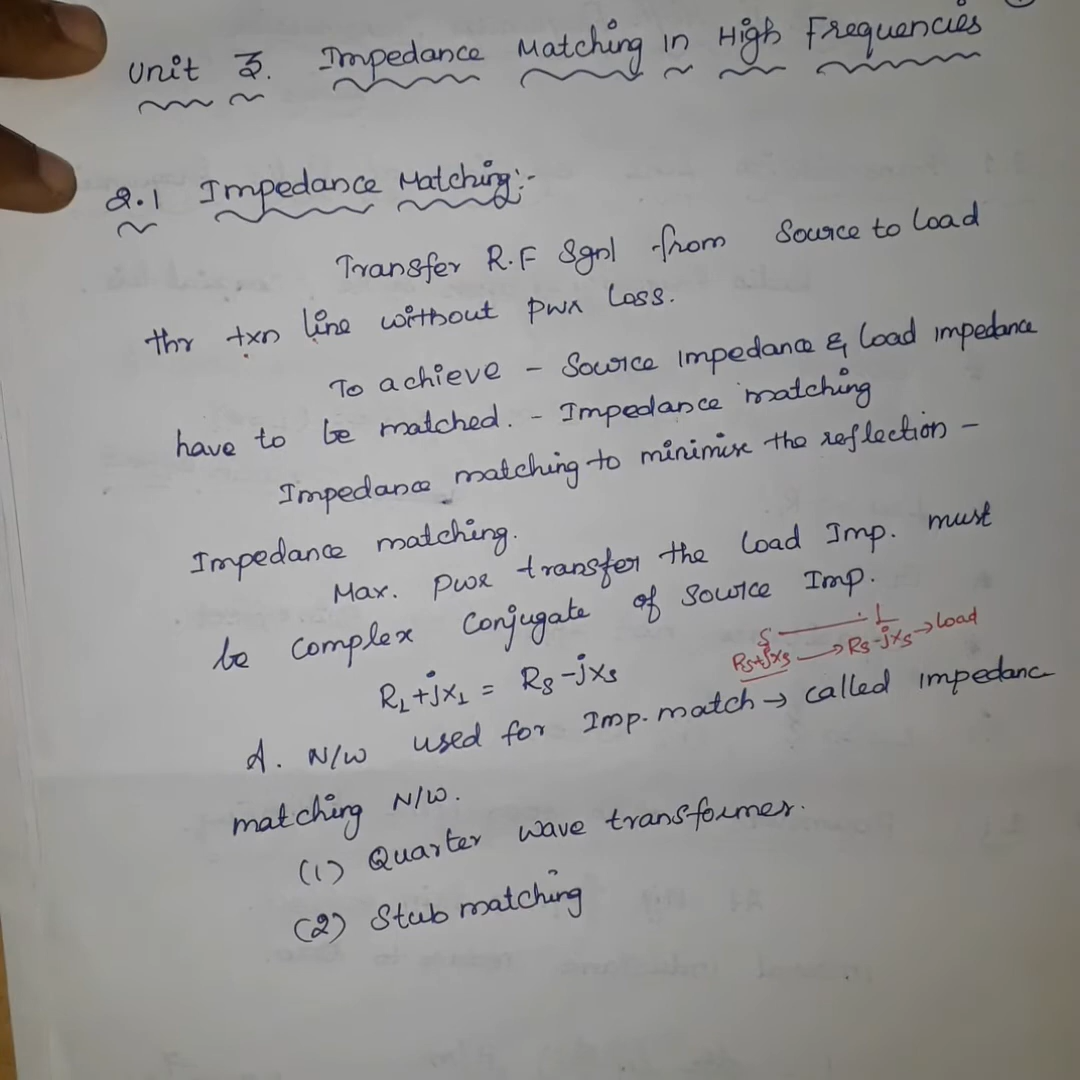 Unit 3. Impedance Matching in High Frequencies
2.1 Impedance Matching:-
Transfer R.F Sgnl from Source to Load
thr txn line without pwr loss.
To achieve - Source impedance & load impedance
have to be matched. - Impedance matching
Impedance matching to minimise the reflection -
Impedance matching.
Max. pwr transfer the load Imp. must
be complex conjugate of source Imp.
S — L
Rs+jXs → Rs-jXs → Load
RL+jXL = Rs-jXs
A. N/W used for Imp. match → called impedanc
matching N/W.
(1) Quarter wave transformer.
(2) Stub matching